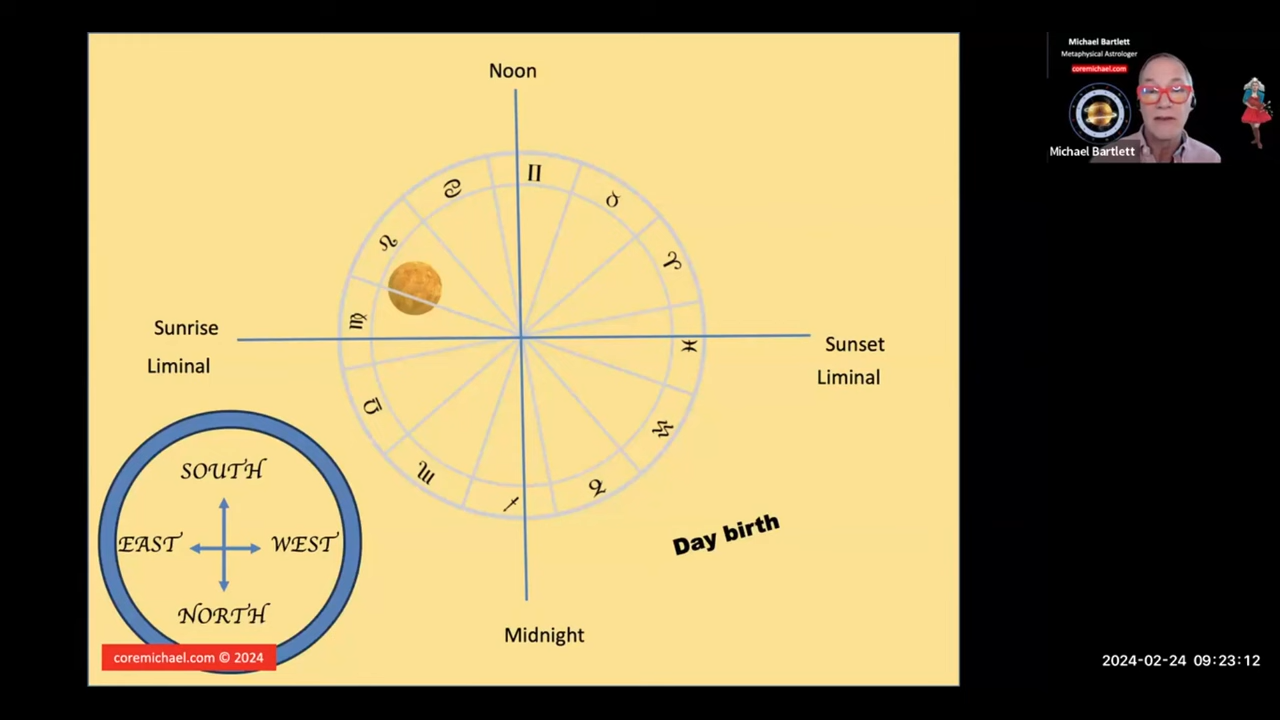 Noon
♊
♋
♉
♌
♈
Sunrise
Liminal
♍
♓
Sunset
Liminal
♎
♒
♏
♐
♑
SOUTH
EAST
WEST
NORTH
Day birth
Midnight
coremichael.com © 2024
Michael Bartlett
Metaphysical Astrologer
coremichael.com
Michael Bartlett
2024-02-24 09:23:12